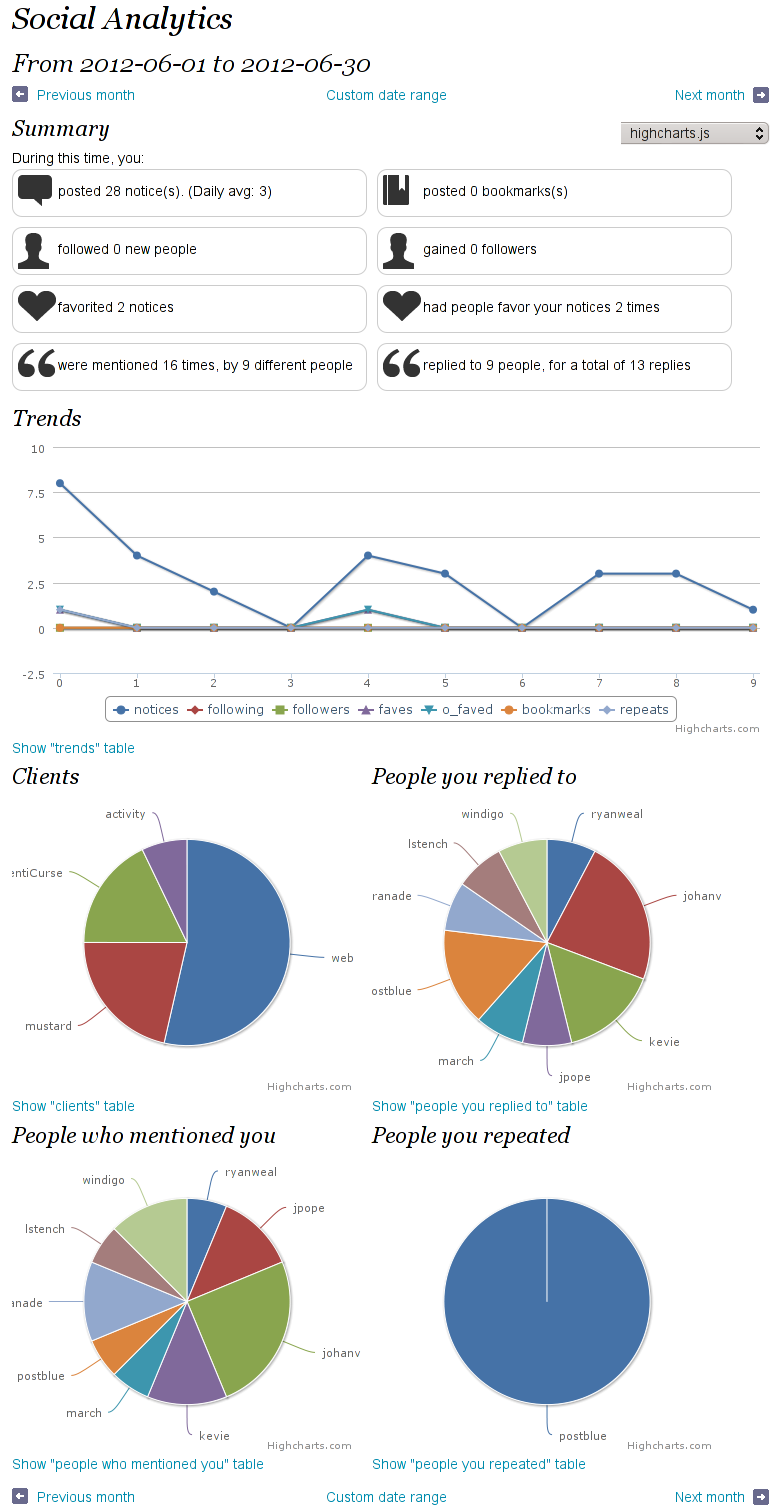 Social Analytics
From 2012-06-01 to 2012-06-30
Previous month Custom date range Next month
Summary
highcharts.js
During this time, you:
posted 28 notice(s). (Daily avg: 3)
posted 0 bookmarks(s)
followed 0 new people
gained 0 followers
favorited 2 notices
had people favor your notices 2 times
were mentioned 16 times, by 9 different people
replied to 9 people, for a total of 13 replies
Trends
10
7.5
5
2.5
0
-2.5
0 1 2 3 4 5 6 7 8 9
notices following followers faves o_faved bookmarks repeats
Highcharts.com
Show "trends" table
Clients
activity
entiCurse
web
mustard
Highcharts.com
Show "clients" table
People you replied to
windigo
ryanweal
lstench
ranade
johanv
ostblue
kevie
march
jpope
Highcharts.com
Show "people you replied to" table
People who mentioned you
ryanweal
windigo
jpope
lstench
anade
johanv
postblue
march
kevie
Highcharts.com
Show "people who mentioned you" table
People you repeated
postblue
Highcharts.com
Show "people you repeated" table
Previous month Custom date range Next month